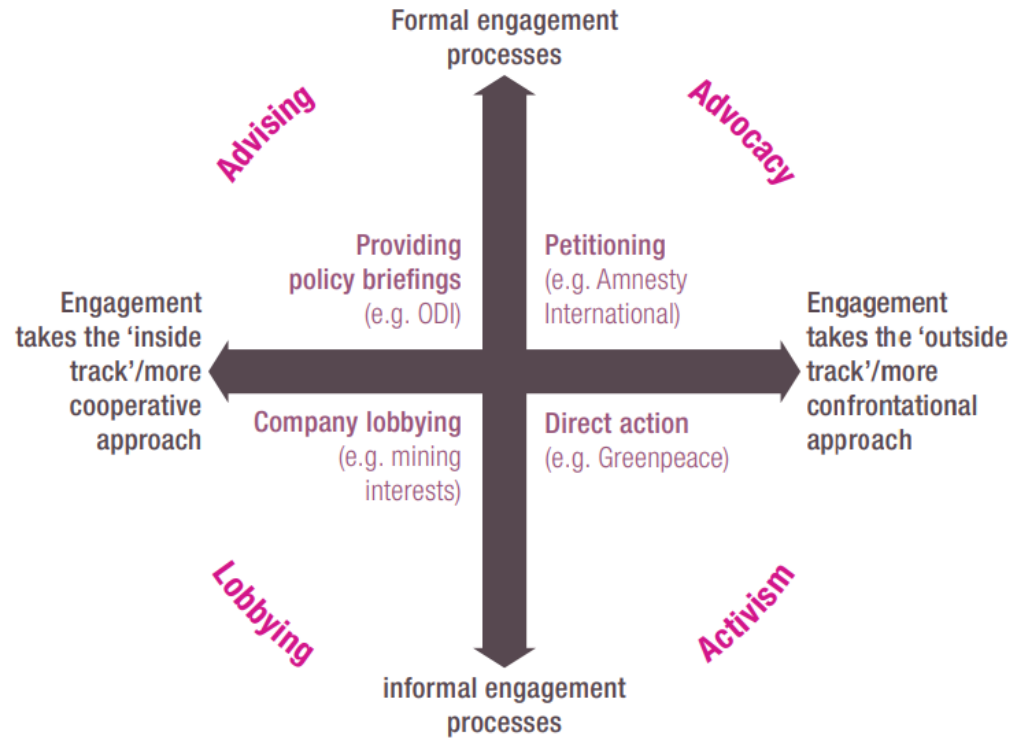 Formal engagement
processes
Advising
Advocacy
Providing
policy briefings
(e.g. ODI)
Petitioning
(e.g. Amnesty
International)
Engagement
takes the ‘inside
track’/more
cooperative
approach
Engagement
takes the ‘outside
track’/more
confrontational
approach
Company lobbying
(e.g. mining
interests)
Direct action
(e.g. Greenpeace)
Lobbying
Activism
informal engagement
processes